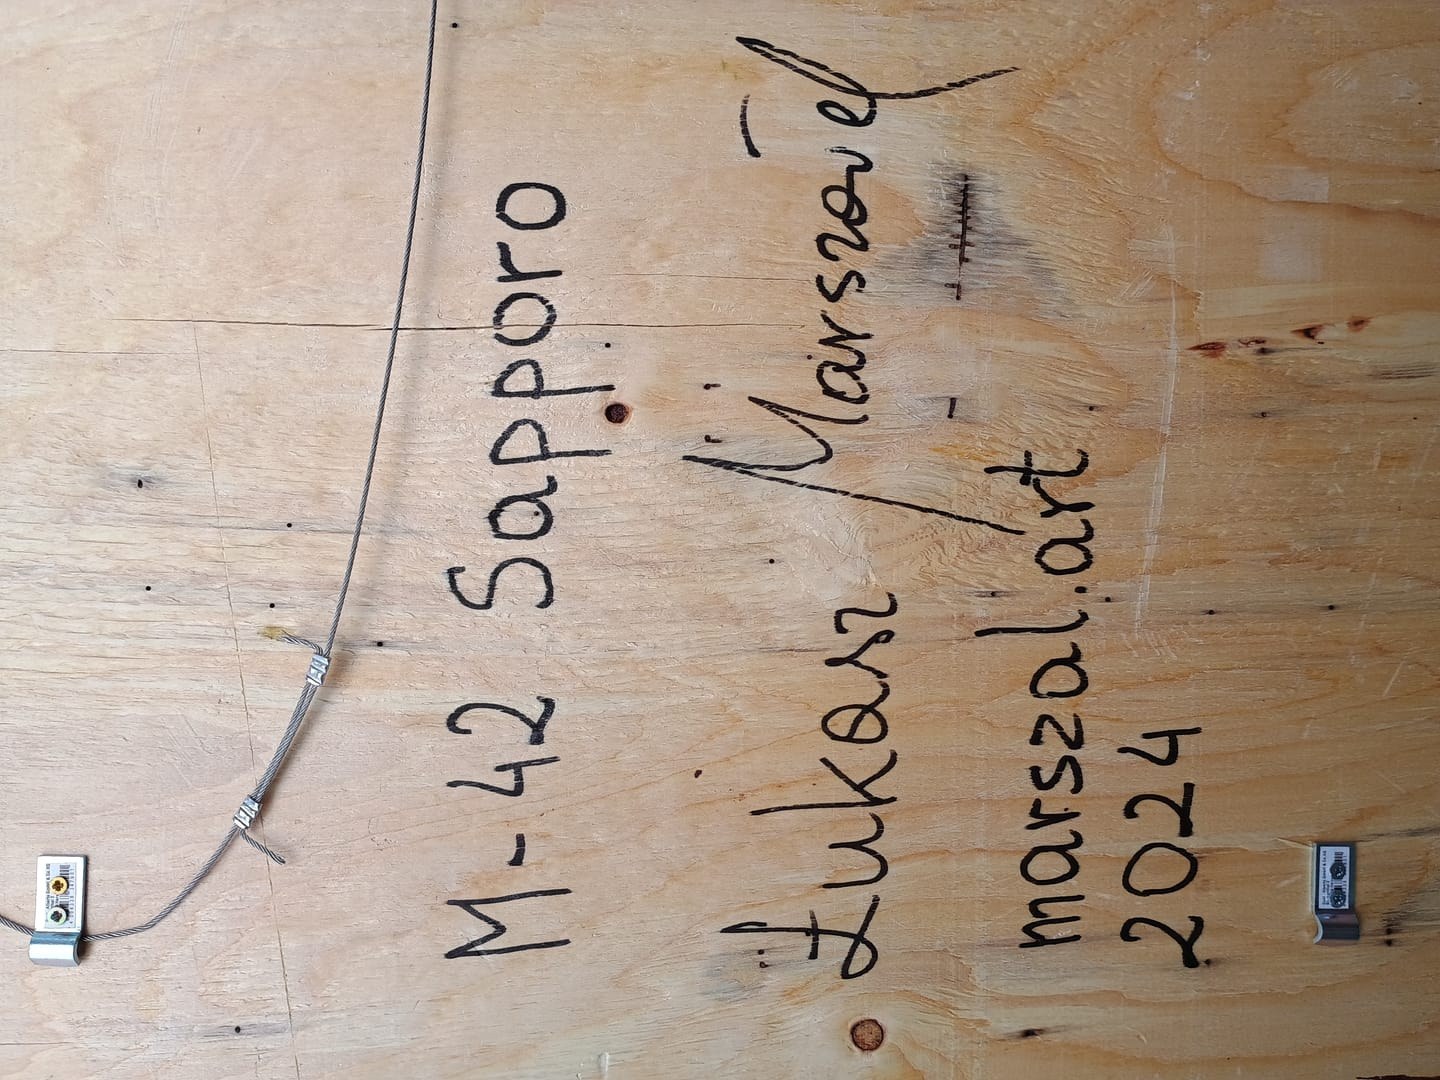 M-42 Sapporo
Łukasz Marszał
marszal.art
2024